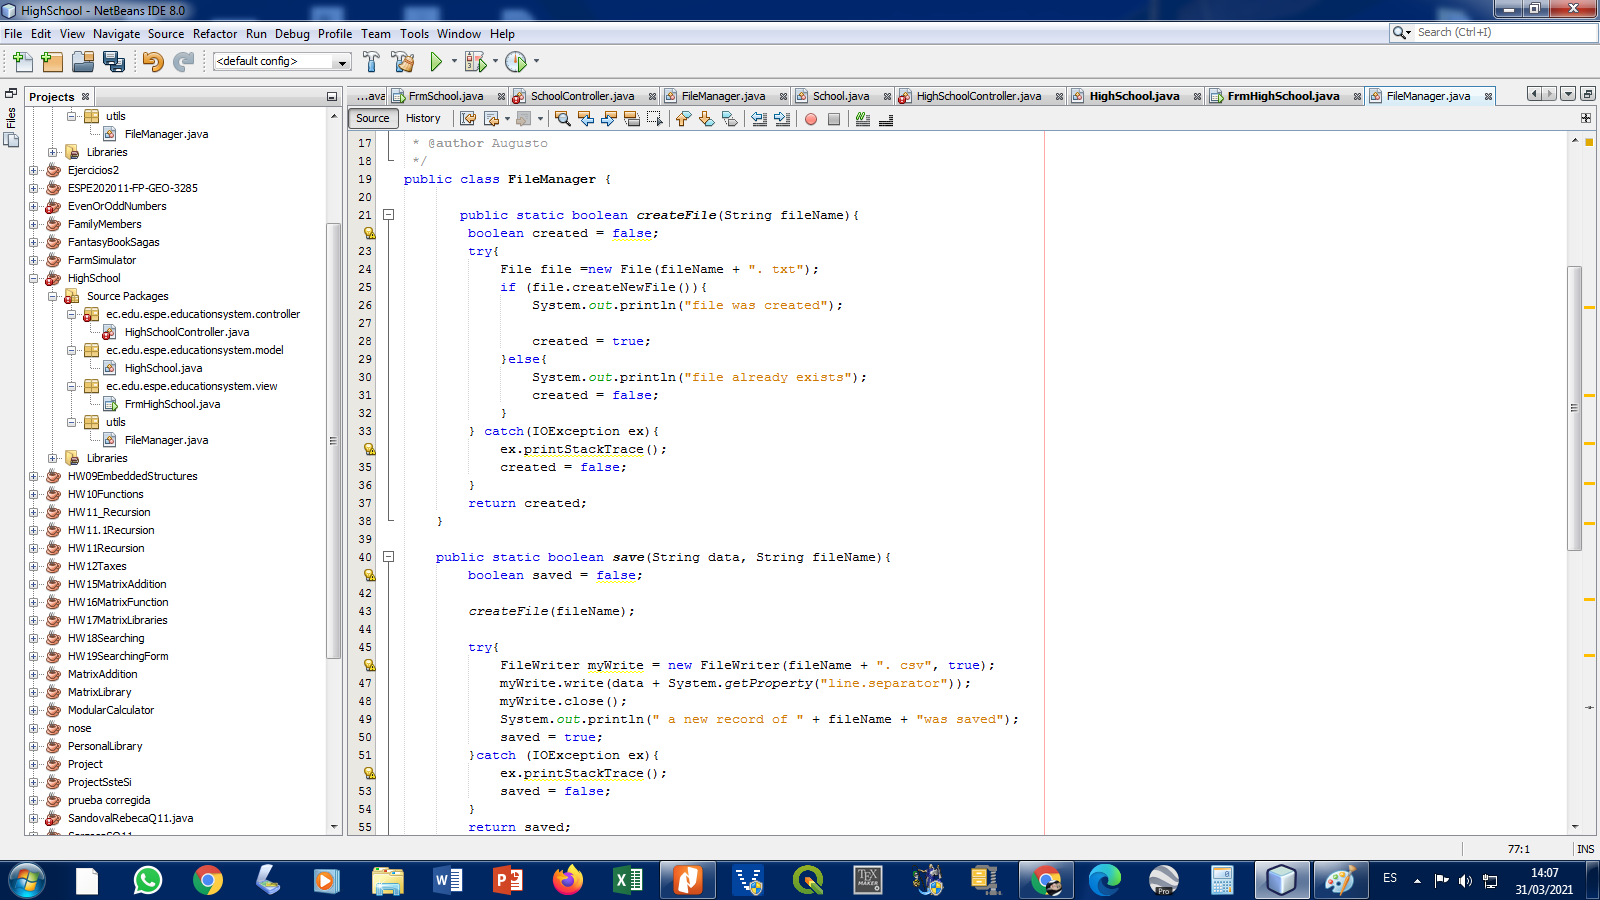 HighSchool - NetBeans IDE 8.0
File Edit View Navigate Source Refactor Run Debug Profile Team Tools Window Help
Search (Ctrl+I)
<default config>
Files
Projects
...ava FrmSchool.java SchoolController.java FileManager.java School.java HighSchoolController.java HighSchool.java FrmHighSchool.java FileManager.java
Source History
utils
FileManager.java
Libraries
Ejercicios2
ESPE202011-FP-GEO-3285
EvenOrOddNumbers
FamilyMembers
FantasyBookSagas
FarmSimulator
HighSchool
Source Packages
ec.edu.espe.educationsystem.controller
HighSchoolController.java
ec.edu.espe.educationsystem.model
HighSchool.java
ec.edu.espe.educationsystem.view
FrmHighSchool.java
utils
FileManager.java
Libraries
HW09EmbeddedStructures
HW10Functions
HW11_Recursion
HW11.1Recursion
HW11Recursion
HW12Taxes
HW15MatrixAddition
HW16MatrixFunction
HW17MatrixLibraries
HW18Searching
HW19SearchingForm
MatrixAddition
MatrixLibrary
ModularCalculator
nose
PersonalLibrary
Project
ProjectSsteSi
prueba corregida
SandovalRebecaQ11.java
17 * @author Augusto
18 */
19 public class FileManager {
20
21 public static boolean createFile(String fileName){
boolean created = false;
23 try{
24 File file =new File(fileName + ". txt");
25 if (file.createNewFile()){
26 System.out.println("file was created");
27
28 created = true;
29 }else{
30 System.out.println("file already exists");
31 created = false;
32 }
33 } catch(IOException ex){
ex.printStackTrace();
35 created = false;
36 }
37 return created;
38 }
39
40 public static boolean save(String data, String fileName){
boolean saved = false;
42
43 createFile(fileName);
44
45 try{
FileWriter myWrite = new FileWriter(fileName + ". csv", true);
47 myWrite.write(data + System.getProperty("line.separator"));
48 myWrite.close();
49 System.out.println(" a new record of " + fileName + "was saved");
50 saved = true;
51 }catch (IOException ex){
ex.printStackTrace();
53 saved = false;
54 }
55 return saved;
77:1 INS
ES
14:07
31/03/2021